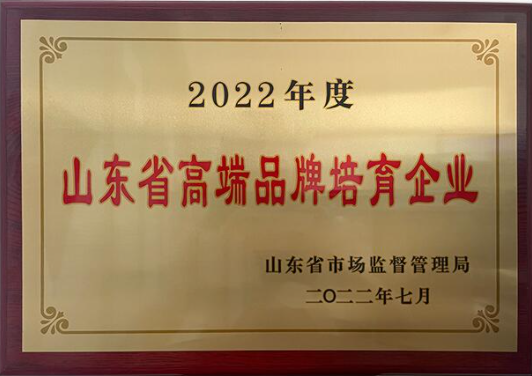 2022年度
山东省高端品牌培育企业
山东省市场监督管理局
二〇二二年七月